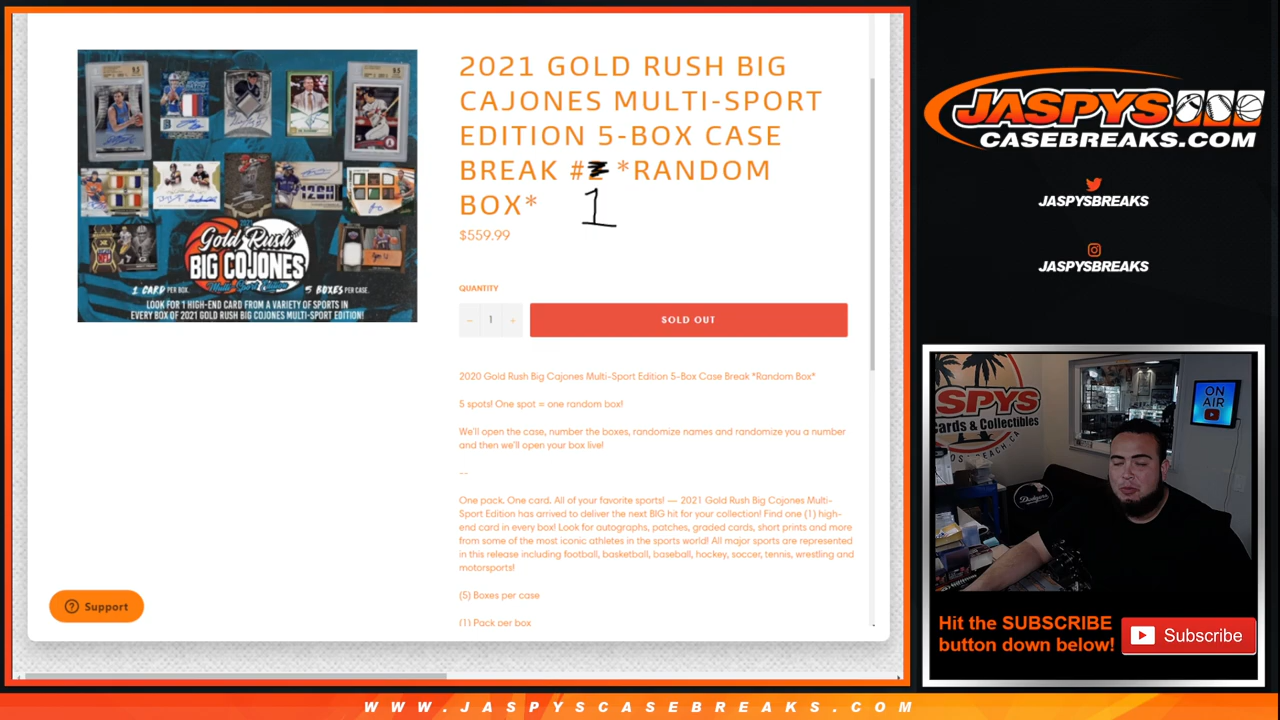 2021 GOLD RUSH BIG
CAJONES MULTI-SPORT
EDITION 5-BOX CASE
BREAK # *RANDOM
BOX* 1
$559.99
QUANTITY
− 1 +
SOLD OUT
2020 Gold Rush Big Cajones Multi-Sport Edition 5-Box Case Break *Random Box*
5 spots! One spot = one random box!
We'll open the case, number the boxes, randomize names and randomize you a number
and then we'll open your box live!
--
One pack. One card. All of your favorite sports! — 2021 Gold Rush Big Cojones Multi-
Sport Edition has arrived to deliver the next BIG hit for your collection! Find one (1) high-
end card in every box! Look for autographs, patches, graded cards, short prints and more
from some of the most iconic athletes in the sports world! All major sports are represented
in this release including football, basketball, baseball, hockey, soccer, tennis, wrestling and
motorsports!
(5) Boxes per case
(1) Pack per box
2021
Gold Rush
BIG COJONES
Multi-Sport Edition
1 CARD PER BOX. 5 BOXES PER CASE.
LOOK FOR 1 HIGH-END CARD FROM A VARIETY OF SPORTS IN
EVERY BOX OF 2021 GOLD RUSH BIG COJONES MULTI-SPORT EDITION!
? Support
JASPYS
CASEBREAKS.COM
JASPYSBREAKS
JASPYSBREAKS
ASPYS
ards & Collectibles
ON
AIR
Dodgers
Hit the SUBSCRIBE
button down below!
Subscribe
WWW.JASPYSCASEBREAKS.COM